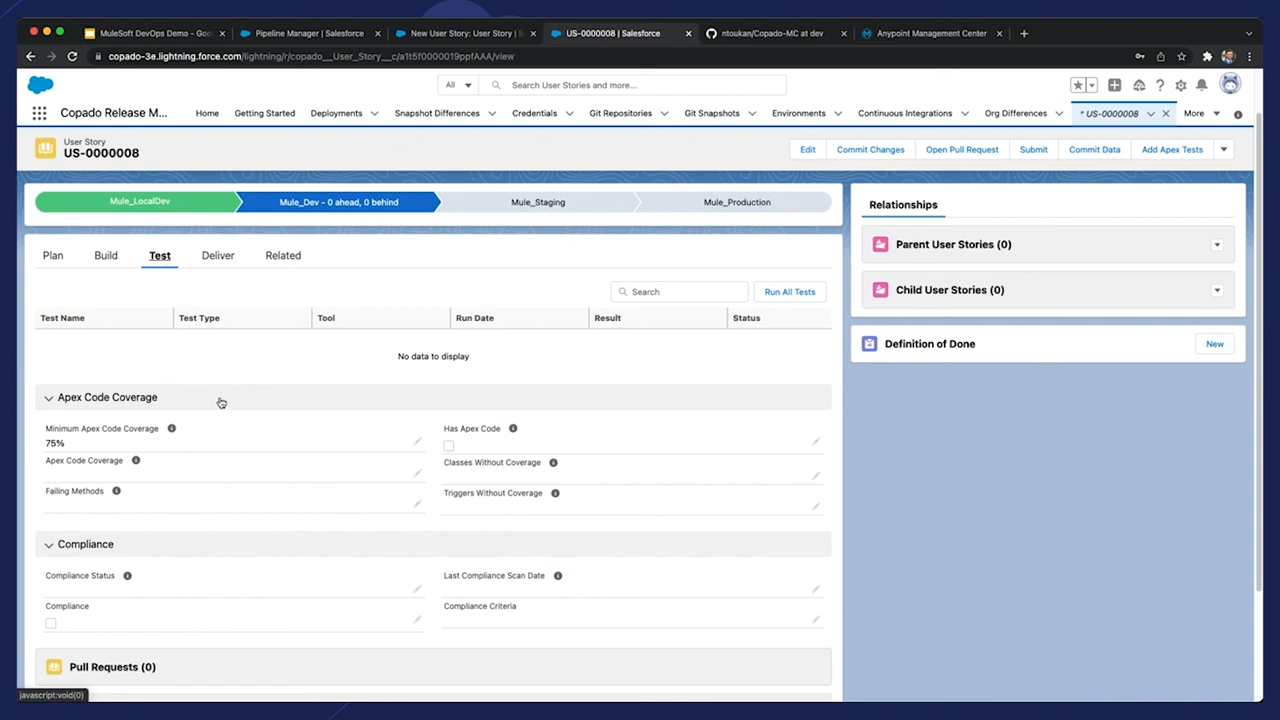 MuleSoft DevOps Demo - Goo
Pipeline Manager | Salesforce
New User Story: User Story | S
US-0000008 | Salesforce
ntoukan/Copado-MC at dev
Anypoint Management Center
copado-3e.lightning.force.com/lightning/r/copado__User_Story__c/a1t5f0000019ppfAAA/view
All
Search User Stories and more...
Copado Release M...
Home
Getting Started
Deployments
Snapshot Differences
Credentials
Git Repositories
Git Snapshots
Environments
Continuous Integrations
Org Differences
* US-0000008
More
User Story
US-0000008
Edit
Commit Changes
Open Pull Request
Submit
Commit Data
Add Apex Tests
Mule_LocalDev
Mule_Dev - 0 ahead, 0 behind
Mule_Staging
Mule_Production
Relationships
Parent User Stories (0)
Child User Stories (0)
Definition of Done
New
Plan
Build
Test
Deliver
Related
Search
Run All Tests
Test Name
Test Type
Tool
Run Date
Result
Status
No data to display
Apex Code Coverage
Minimum Apex Code Coverage
75%
Has Apex Code
Apex Code Coverage
Classes Without Coverage
Failing Methods
Triggers Without Coverage
Compliance
Compliance Status
Last Compliance Scan Date
Compliance
Compliance Criteria
Pull Requests (0)
javascript:void(0)